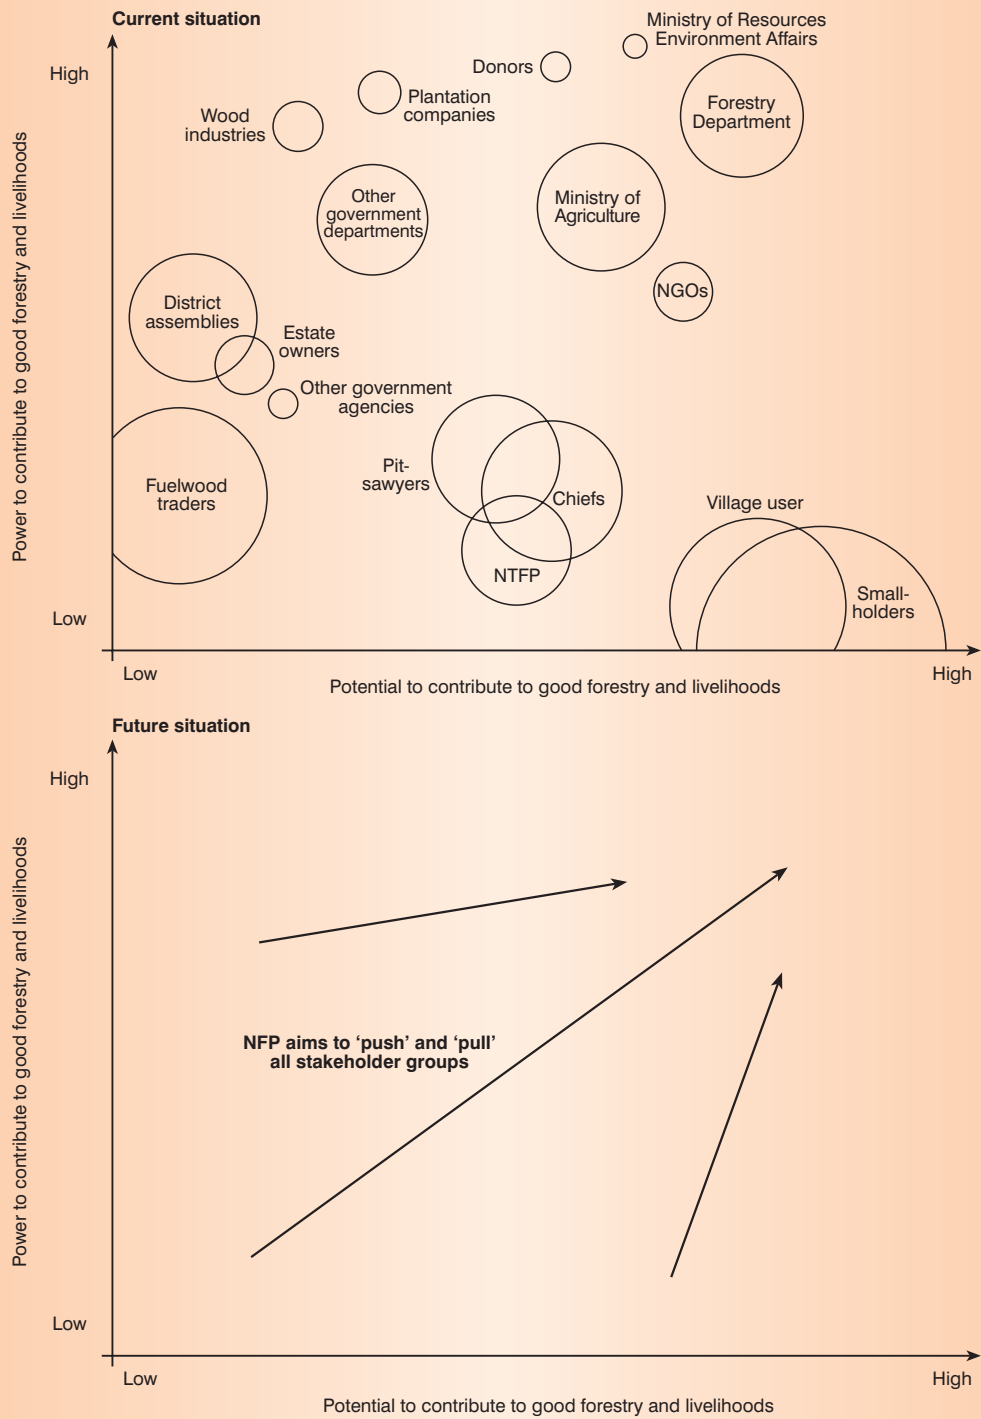 Current situation
Ministry of Resources
Environment Affairs
High
Donors
Plantation
companies
Forestry
Department
Wood
industries
Other
government
departments
Ministry of
Agriculture
NGOs
District
assemblies
Estate
owners
Other government
agencies
Pit-
sawyers
Chiefs
Fuelwood
traders
Village user
NTFP
Small-
holders
Low
Power to contribute to good forestry and livelihoods
Low
High
Potential to contribute to good forestry and livelihoods
Future situation
High
NFP aims to ‘push’ and ‘pull’
all stakeholder groups
Power to contribute to good forestry and livelihoods
Low
Low
High
Potential to contribute to good forestry and livelihoods